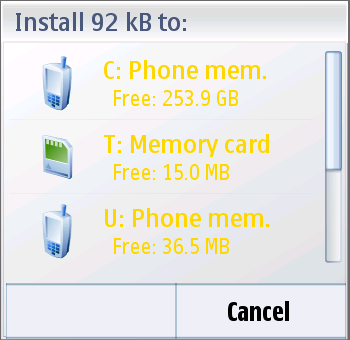 Install 92 kB to:
C: Phone mem.
Free: 253.9 GB
T: Memory card
Free: 15.0 MB
U: Phone mem.
Free: 36.5 MB
Cancel